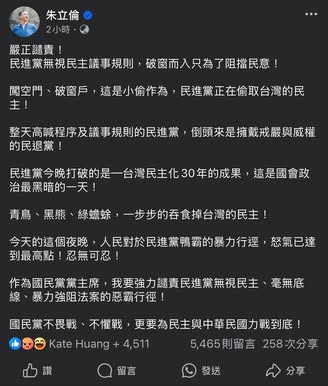 朱立倫
2小時·
嚴正譴責！
民進黨無視民主議事規則，破窗而入只為了阻擋民意！
闖空門、破窗戶，這是小偷作為，民進黨正在偷取台灣的民
主！
整天高喊程序及議事規則的民進黨，倒頭來是擁戴戒嚴與威權
的民退黨！
民進黨今晚打破的是—台灣民主化30年的成果，這是國會政
治最黑暗的一天！
青鳥、黑熊、綠蟾蜍，一步步的吞食掉台灣的民主！
今天的這個夜晚，人民對於民進黨鴨霸的暴力行逕，怒氣已達
到最高點！忍無可忍！
作為國民黨黨主席，我要強力譴責民進黨無視民主、毫無底
線、暴力強阻法案的惡霸行徑！
國民黨不畏戰、不懼戰，更要為民主與中華民國力戰到底！
Kate Huang + 4,511
5,465則留言 258次分享
讚 留言 發送 分享